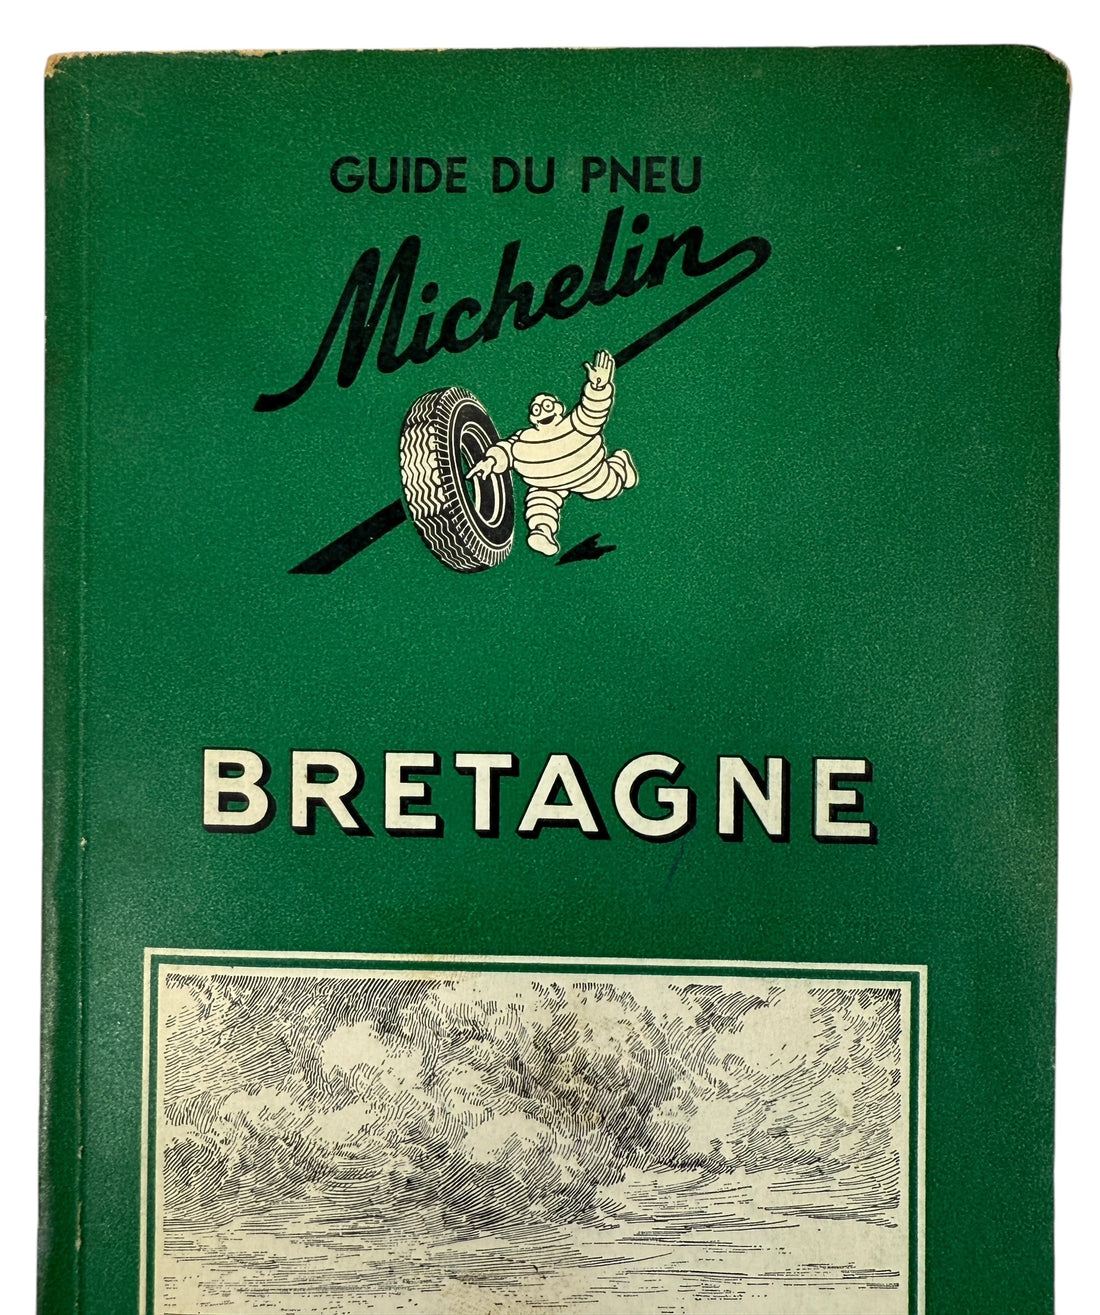 GUIDE DU PNEU
Michelin
BRETAGNE